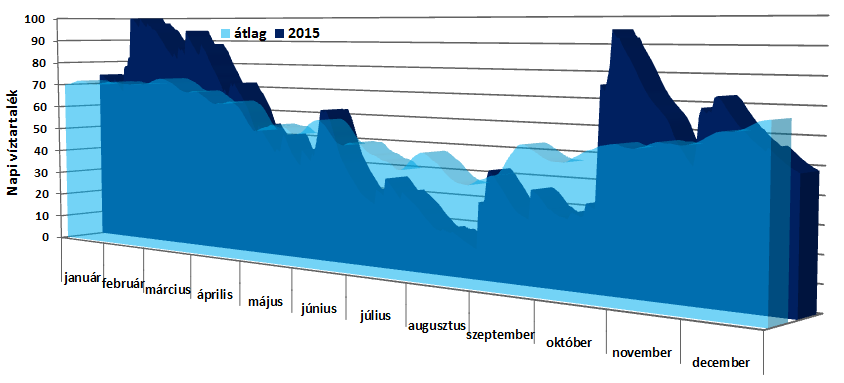 átlag 2015
Napi víztartalék
100
90
80
70
60
50
40
30
20
10
0
január
február
március
április
május
június
július
augusztus
szeptember
október
november
december